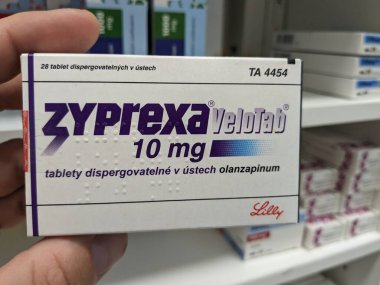 28 tablet dispergovatelných v ústech
TA 4454
ZYPREXA® VeloTab®
10 mg
tablety dispergovatelné v ústech olanzapinum
Lilly